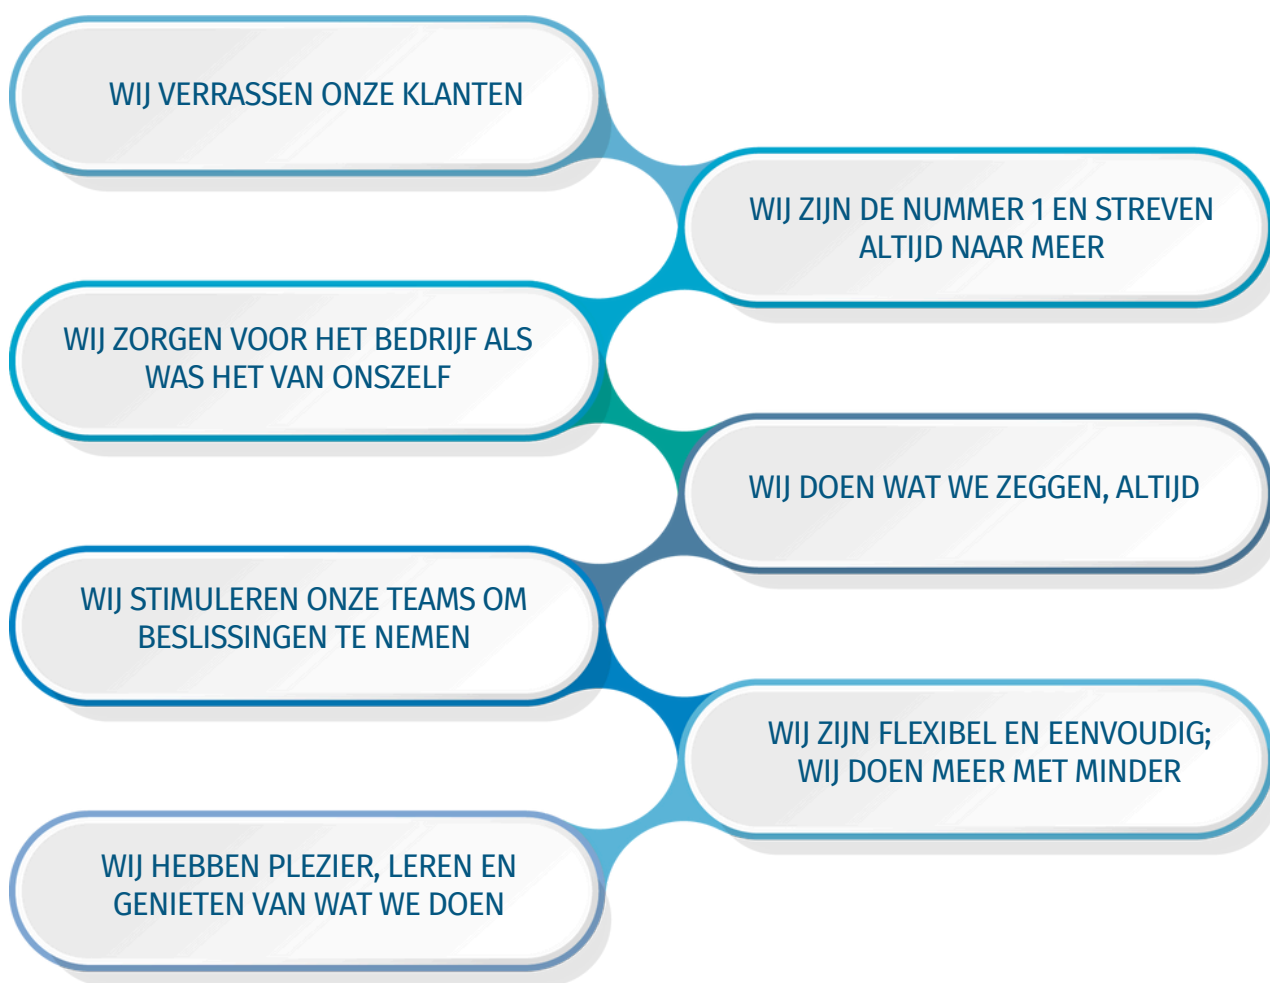 WIJ VERRASSEN ONZE KLANTEN
WIJ ZIJN DE NUMMER 1 EN STREVEN
ALTIJD NAAR MEER
WIJ ZORGEN VOOR HET BEDRIJF ALS
WAS HET VAN ONSZELF
WIJ DOEN WAT WE ZEGGEN, ALTIJD
WIJ STIMULEREN ONZE TEAMS OM
BESLISSINGEN TE NEMEN
WIJ ZIJN FLEXIBEL EN EENVOUDIG;
WIJ DOEN MEER MET MINDER
WIJ HEBBEN PLEZIER, LEREN EN
GENIETEN VAN WAT WE DOEN